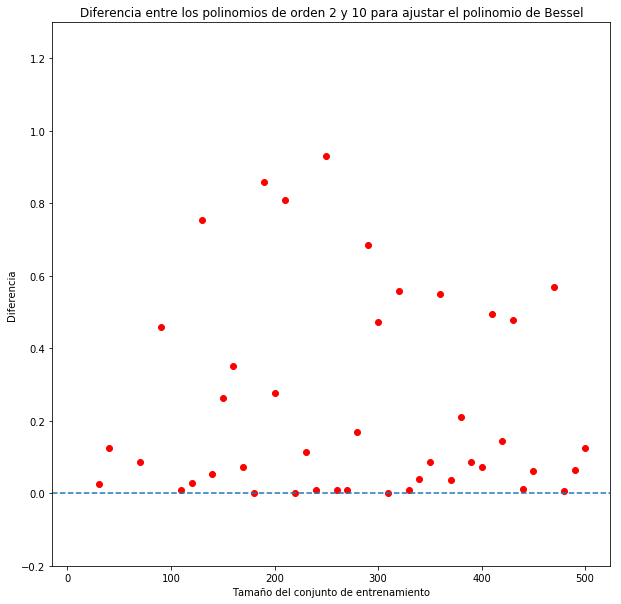 Diferencia entre los polinomios de orden 2 y 10 para ajustar el polinomio de Bessel
1.2
1.0
0.8
0.6
0.4
0.2
0.0
-0.2
Diferencia
0 100 200 300 400 500
Tamaño del conjunto de entrenamiento